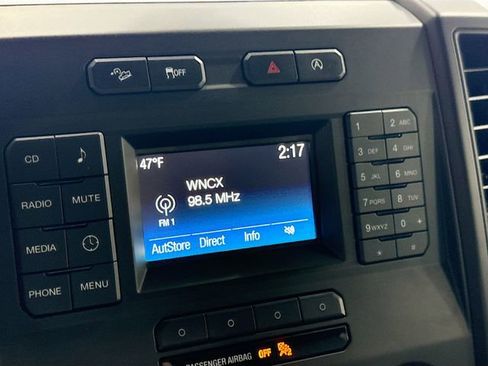 OFF
47°F 2:17
WNCX
98.5 MHz
FM 1
AutStore Direct Info
CD
RADIO MUTE
MEDIA
PHONE MENU
1 2 ABC
3 DEF 4 GHI
5 JKL 6 MNO
7 PQRS 8 TUV
9 WXYZ 0 +
* #
PASSENGER AIRBAG OFF